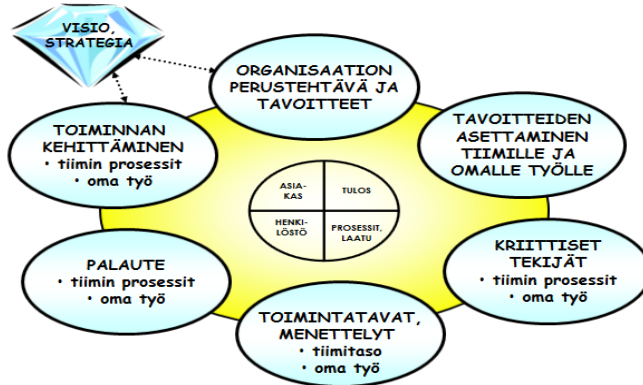 VISIO,
STRATEGIA
ORGANISAATION
PERUSTEHTÄVÄ JA
TAVOITTEET
TAVOITTEIDEN
ASETTAMINEN
TIIMILLE JA
OMALLE TYÖLLE
KRIITTISET
TEKIJÄT
• tiimin prosessit
• oma työ
TOIMINTATAVAT,
MENETTELYT
• tiimitaso
• oma työ
PALAUTE
• tiimin prosessit
• oma työ
TOIMINNAN
KEHITTÄMINEN
• tiimin prosessit
• oma työ
ASIA-
KAS
TULOS
HENKI-
LÖSTÖ
PROSESSIT,
LAATU